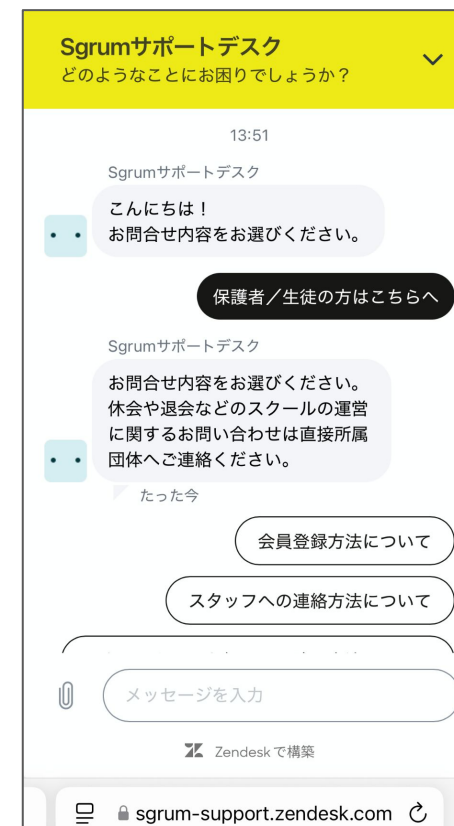 Sgrumサポートデスク
どのようなことにお困りでしょうか？
13:51
Sgrumサポートデスク
こんにちは！
お問合せ内容をお選びください。
保護者／生徒の方はこちらへ
Sgrumサポートデスク
お問合せ内容をお選びください。
休会や退会などのスクールの運営
に関するお問い合わせは直接所属
団体へご連絡ください。
たった今
会員登録方法について
スタッフへの連絡方法について
メッセージを入力
Zendeskで構築
sgrum-support.zendesk.com